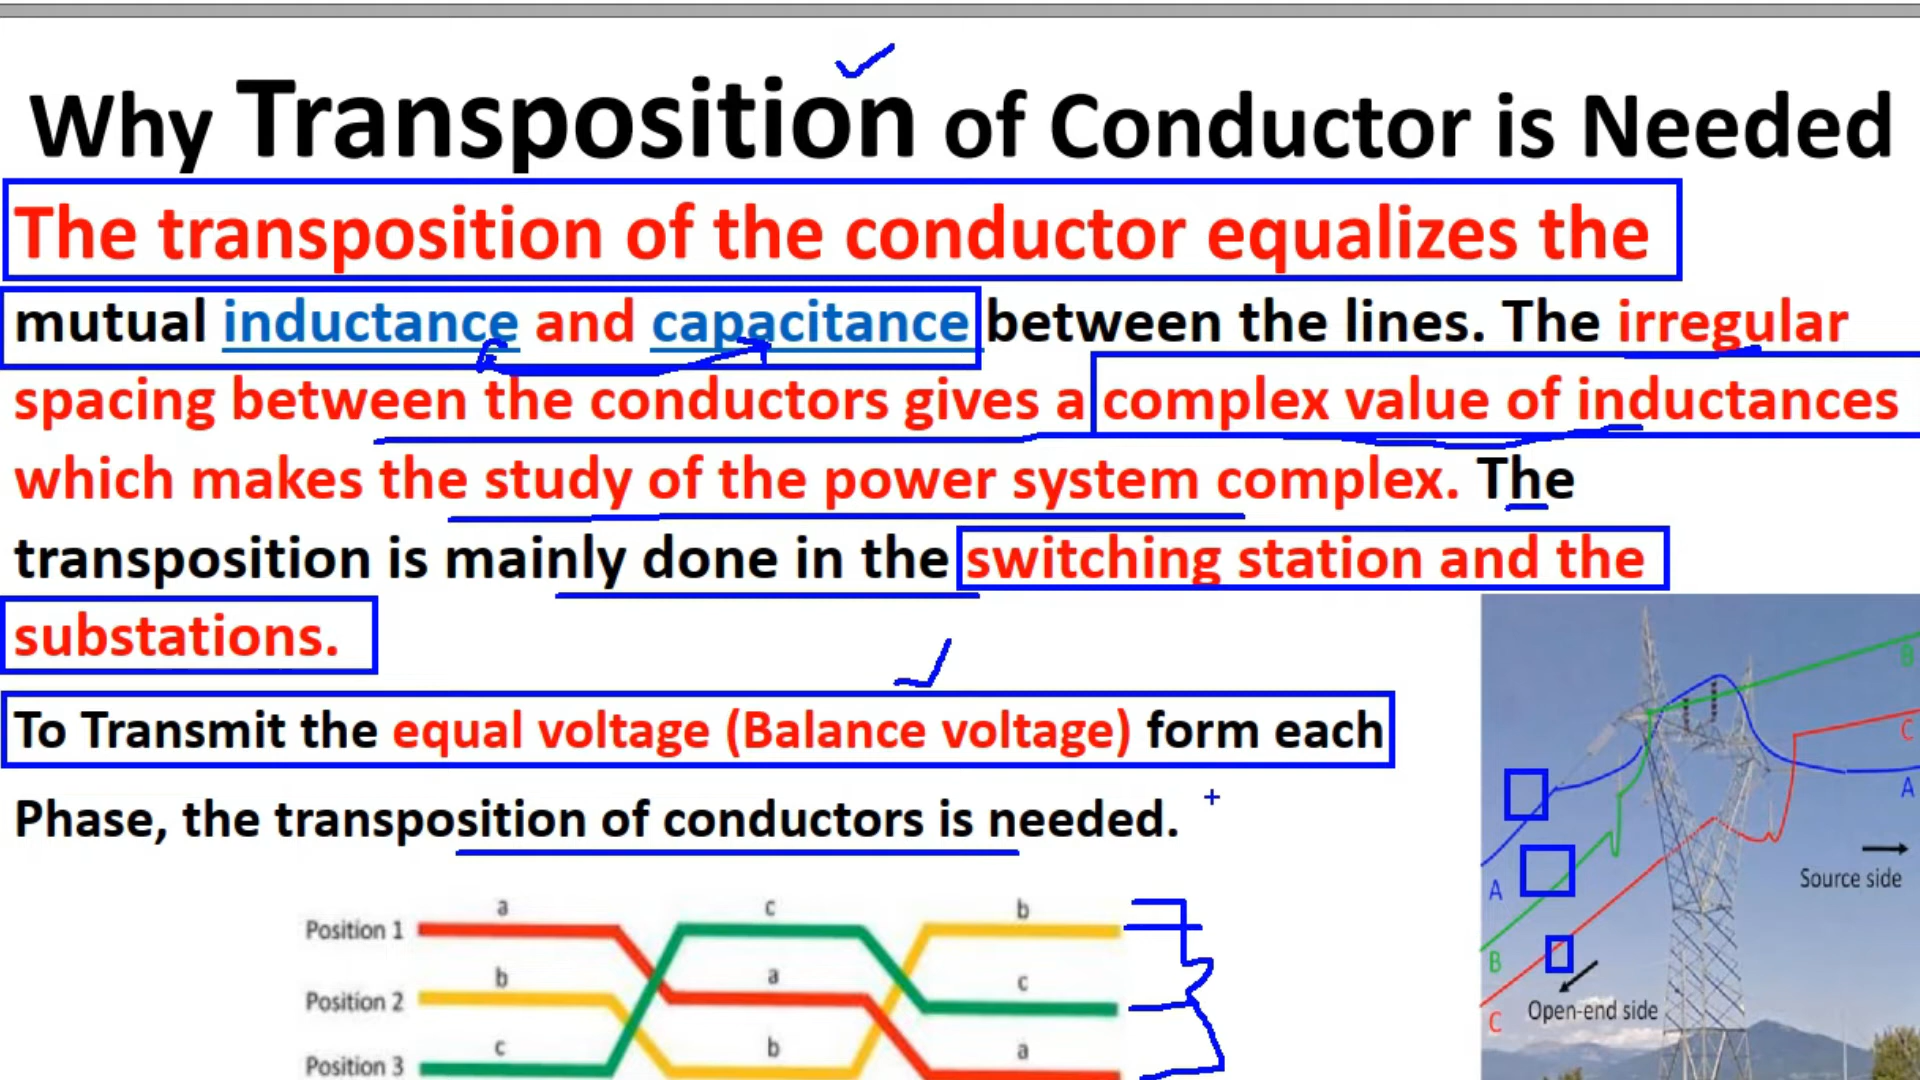 Why Transposition of Conductor is Needed
The transposition of the conductor equalizes the
mutual inductance and capacitance between the lines. The irregular
spacing between the conductors gives a complex value of inductances
which makes the study of the power system complex. The
transposition is mainly done in the switching station and the
substations.
To Transmit the equal voltage (Balance voltage) form each
Phase, the transposition of conductors is needed.
a c b
Position 1
b a c
Position 2
c b a
Position 3
B
C
A
Source side
A
B
Open-end side
C